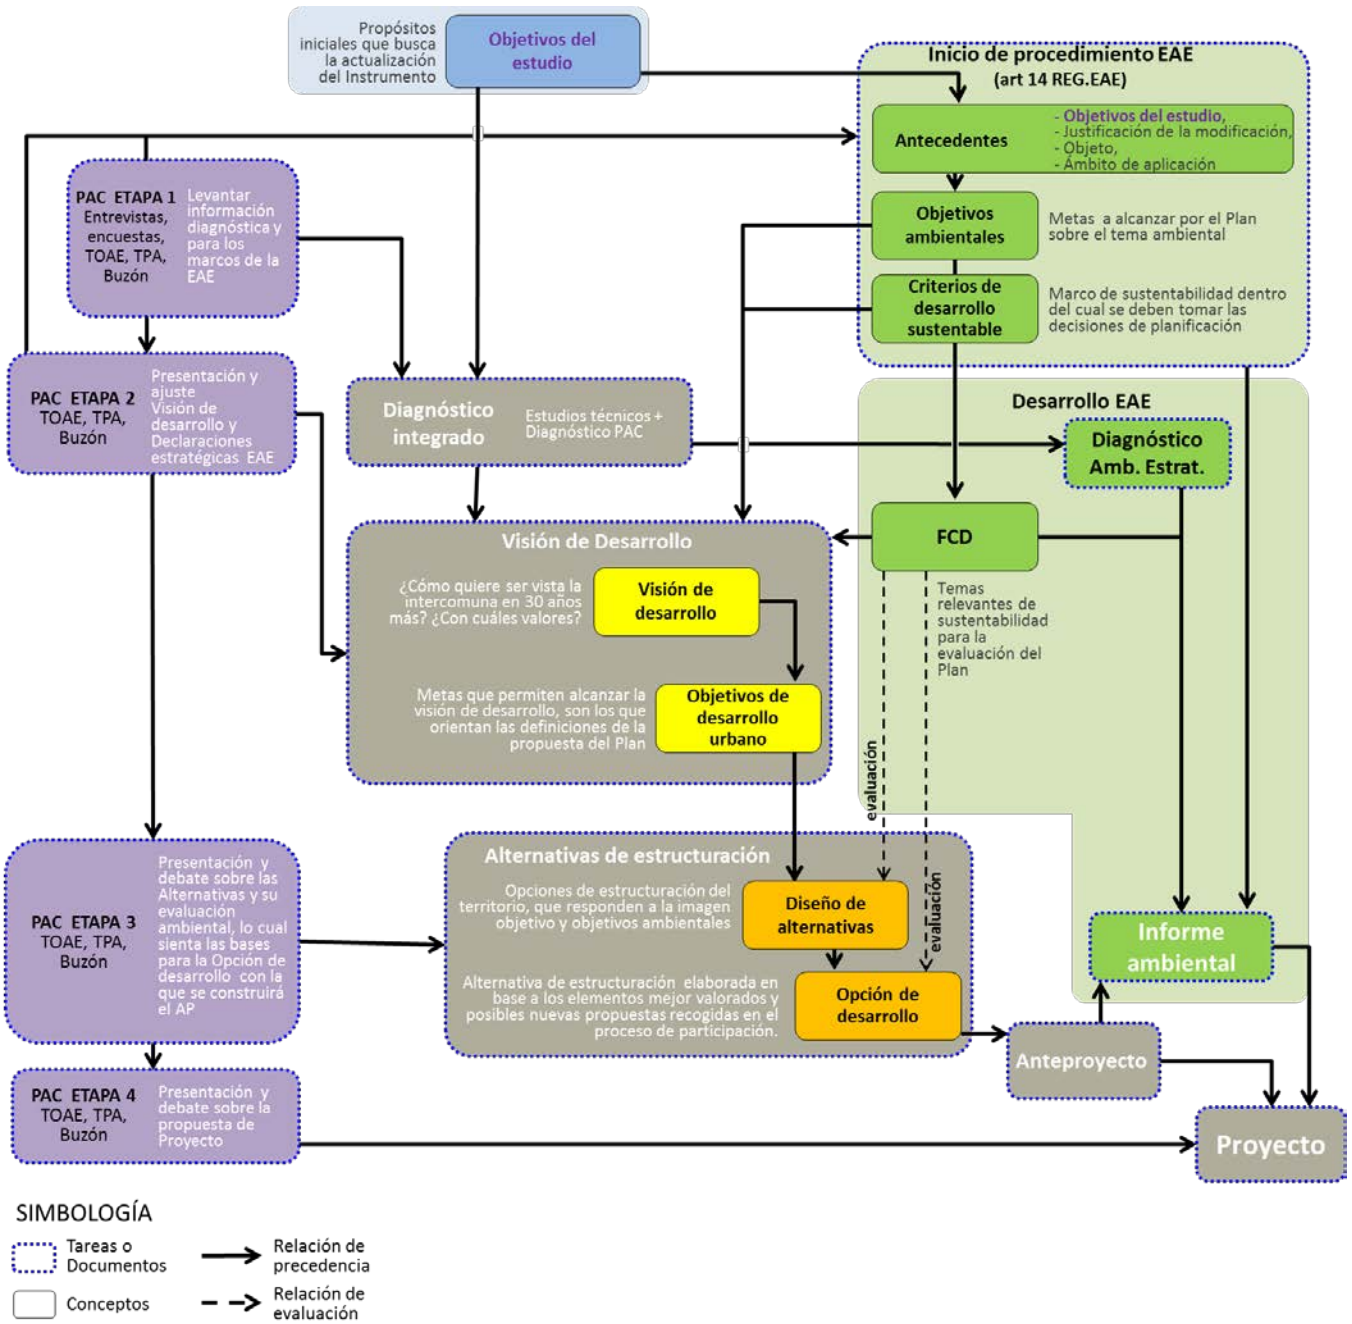 Propósitos
iniciales que busca
la actualización
del Instrumento
Objetivos del
estudio
Inicio de procedimiento EAE
(art 14 REG.EAE)
Antecedentes
- Objetivos del estudio,
- Justificación de la modificación,
- Objeto,
- Ámbito de aplicación
Objetivos
ambientales
Metas a alcanzar por el Plan
sobre el tema ambiental
Criterios de
desarrollo
sustentable
Marco de sustentabilidad dentro
del cual se deben tomar las
decisiones de planificación
PAC ETAPA 1
Entrevistas,
encuestas,
TOAE, TPA,
Buzón
Levantar
información
diagnóstica y
para los
marcos de la
EAE
PAC ETAPA 2
TOAE, TPA,
Buzón
Presentación y
ajuste
Visión de
desarrollo y
Declaraciones
estratégicas EAE
Diagnóstico
integrado
Estudios técnicos +
Diagnóstico PAC
Desarrollo EAE
Diagnóstico
Amb. Estrat.
FCD
Temas
relevantes de
sustentabilidad
para la
evaluación del
Plan
Visión de Desarrollo
¿Cómo quiere ser vista la
intercomuna en 30 años
más? ¿Con cuáles valores?
Visión de
desarrollo
Metas que permiten alcanzar la
visión de desarrollo, son los que
orientan las definiciones de la
propuesta del Plan
Objetivos de
desarrollo
urbano
evaluación
evaluación
PAC ETAPA 3
TOAE, TPA,
Buzón
Presentación y
debate sobre las
Alternativas y su
evaluación
ambiental, lo cual
sienta las bases
para la Opción de
desarrollo con la
que se construirá
el AP
Alternativas de estructuración
Opciones de estructuración del
territorio, que responden a la imagen
objetivo y objetivos ambientales
Diseño de
alternativas
Alternativa de estructuración elaborada en
base a los elementos mejor valorados y
posibles nuevas propuestas recogidas en el
proceso de participación.
Opción de
desarrollo
Informe
ambiental
Anteproyecto
PAC ETAPA 4
TOAE, TPA,
Buzón
Presentación y
debate sobre la
propuesta de
Proyecto
Proyecto
SIMBOLOGÍA
Tareas o
Documentos
Relación de
precedencia
Conceptos
Relación de
evaluación